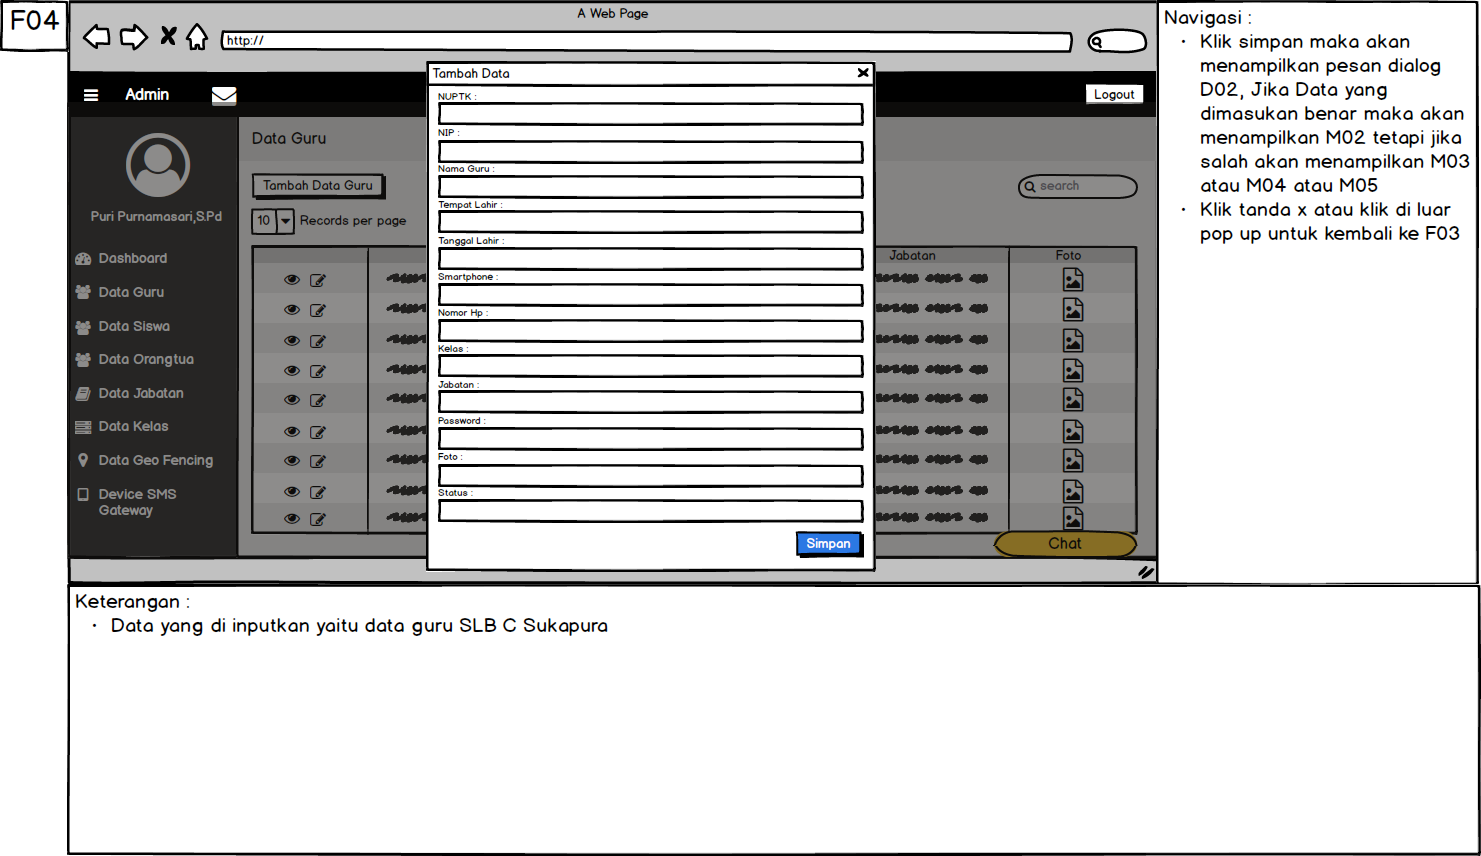 F04
A Web Page
http://
Admin
Logout
Puri Purnamasari,S.Pd
Dashboard
Data Guru
Data Siswa
Data Orangtua
Data Jabatan
Data Kelas
Data Geo Fencing
Device SMS
Gateway
Data Guru
Tambah Data Guru
search
10 Records per page
Jabatan Foto
Chat
Tambah Data
NUPTK :
NIP :
Nama Guru :
Tempat Lahir :
Tanggal Lahir :
Smartphone :
Nomor Hp :
Kelas :
Jabatan :
Password :
Foto :
Status :
Simpan
Navigasi :
• Klik simpan maka akan
menampilkan pesan dialog
D02, Jika Data yang
dimasukan benar maka akan
menampilkan M02 tetapi jika
salah akan menampilkan M03
atau M04 atau M05
• Klik tanda x atau klik di luar
pop up untuk kembali ke F03
Keterangan :
• Data yang di inputkan yaitu data guru SLB C Sukapura